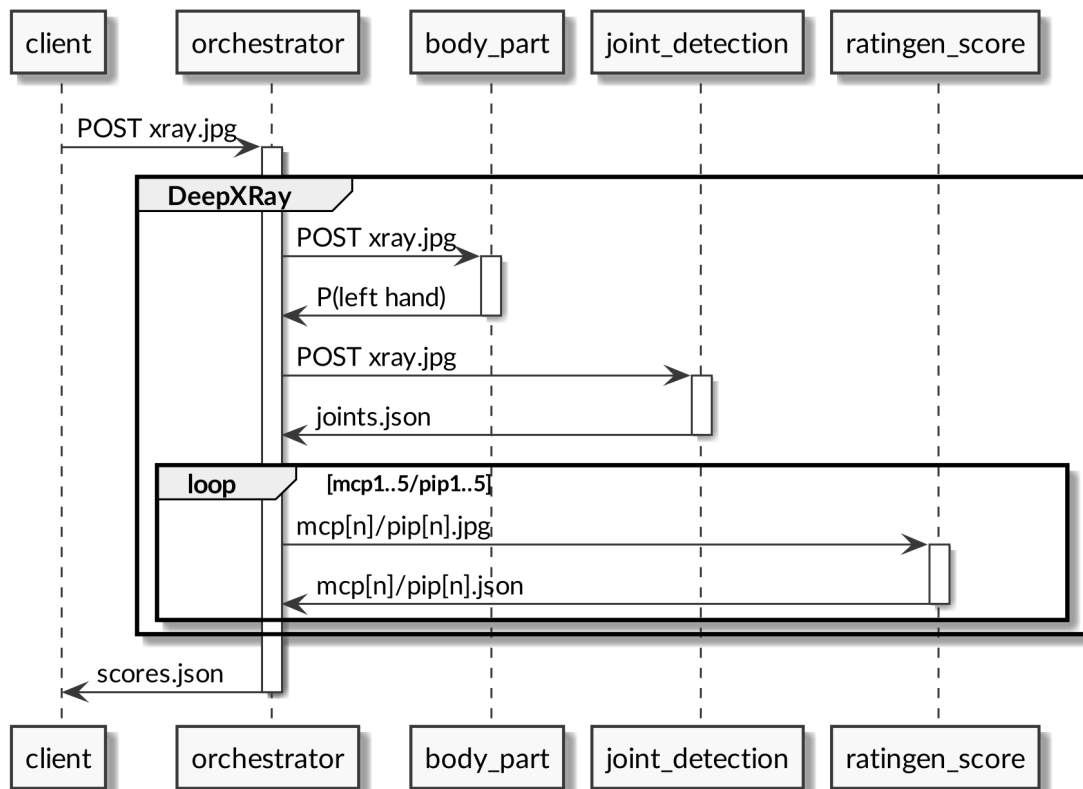 client
orchestrator
body_part
joint_detection
ratingen_score
POST xray.jpg
DeepXRay
POST xray.jpg
P(left hand)
POST xray.jpg
joints.json
loop
[mcp1..5/pip1..5]
mcp[n]/pip[n].jpg
mcp[n]/pip[n].json
scores.json
client
orchestrator
body_part
joint_detection
ratingen_score